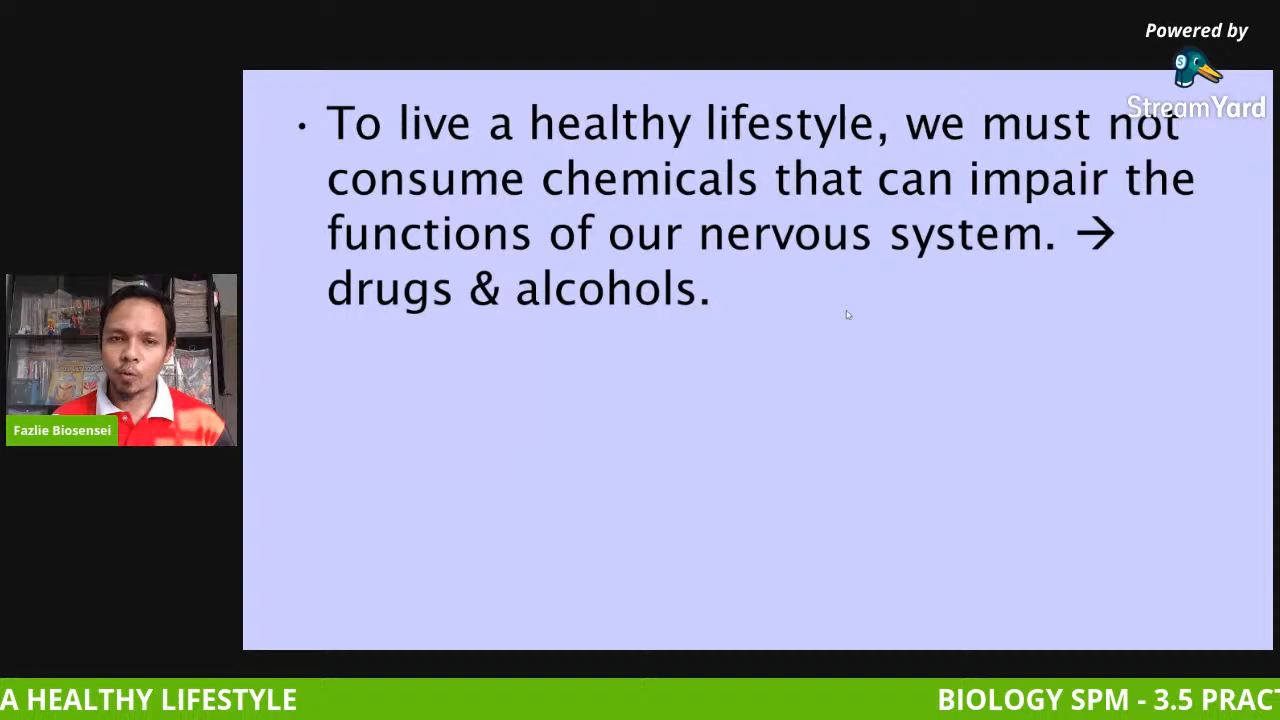 Powered by
StreamYard
• To live a healthy lifestyle, we must not
consume chemicals that can impair the
functions of our nervous system. →
drugs & alcohols.
Fazlie Biosensei
A HEALTHY LIFESTYLE
BIOLOGY SPM - 3.5 PRACT